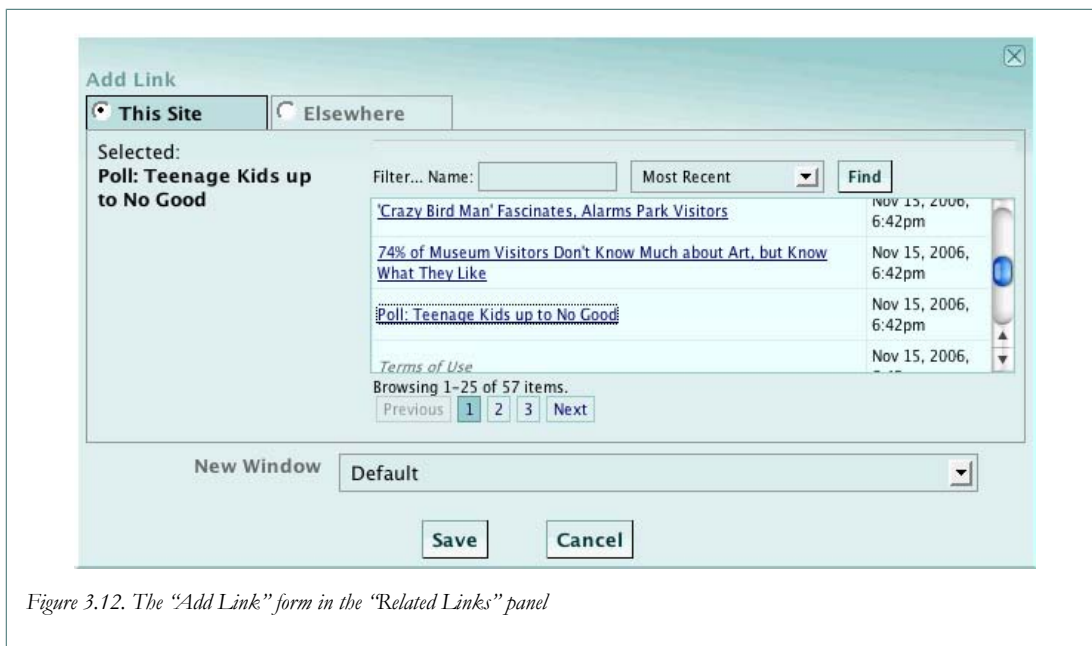 Add Link
This Site
Elsewhere
Selected:
Poll: Teenage Kids up
to No Good
Filter... Name:
Most Recent
Find
'Crazy Bird Man' Fascinates, Alarms Park Visitors
Nov 15, 2006,
6:42pm
74% of Museum Visitors Don't Know Much about Art, but Know
What They Like
Nov 15, 2006,
6:42pm
Poll: Teenage Kids up to No Good
Nov 15, 2006,
6:42pm
Terms of Use
Nov 15, 2006,
Browsing 1-25 of 57 items.
Previous 1 2 3 Next
New Window
Default
Save
Cancel
Figure 3.12. The “Add Link” form in the “Related Links” panel